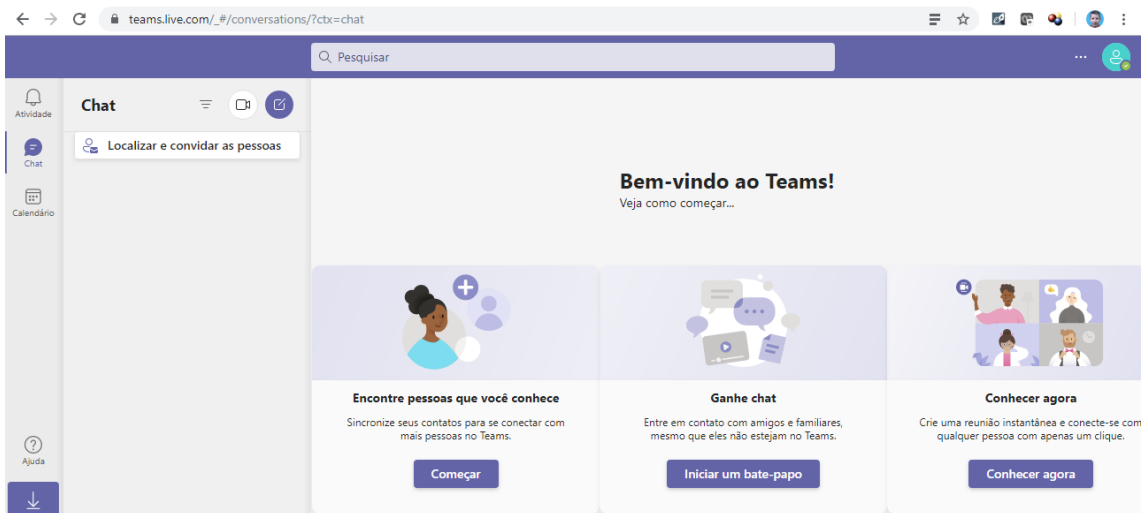 teams.live.com/_#/conversations/?ctx=chat
Pesquisar
Atividade
Chat
Calendário
Ajuda
Chat
Localizar e convidar as pessoas
Bem-vindo ao Teams!
Veja como começar...
Encontre pessoas que você conhece
Sincronize seus contatos para se conectar com
mais pessoas no Teams.
Começar
Ganhe chat
Entre em contato com amigos e familiares,
mesmo que eles não estejam no Teams.
Iniciar um bate-papo
Conhecer agora
Crie uma reunião instantânea e conecte-se com
qualquer pessoa com apenas um clique.
Conhecer agora